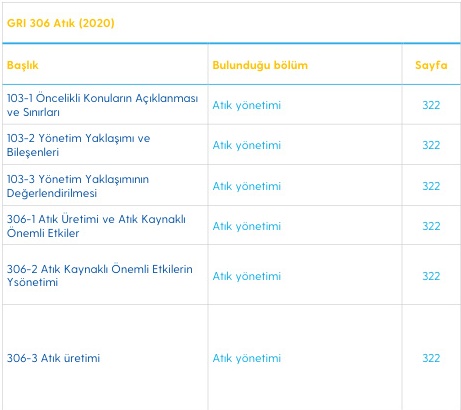 GRI 306 Atık (2020)
Başlık Bulunduğu bölüm Sayfa
103-1 Öncelikli Konuların Açıklanması
ve Sınırları
Atık yönetimi 322
103-2 Yönetim Yaklaşımı ve
Bileşenleri
Atık yönetimi 322
103-3 Yönetim Yaklaşımının
Değerlendirilmesi
Atık yönetimi 322
306-1 Atık Üretimi ve Atık Kaynaklı
Önemli Etkiler
Atık yönetimi 322
306-2 Atık Kaynaklı Önemli Etkilerin
Ysönetimi
Atık yönetimi 322
306-3 Atık üretimi Atık yönetimi 322